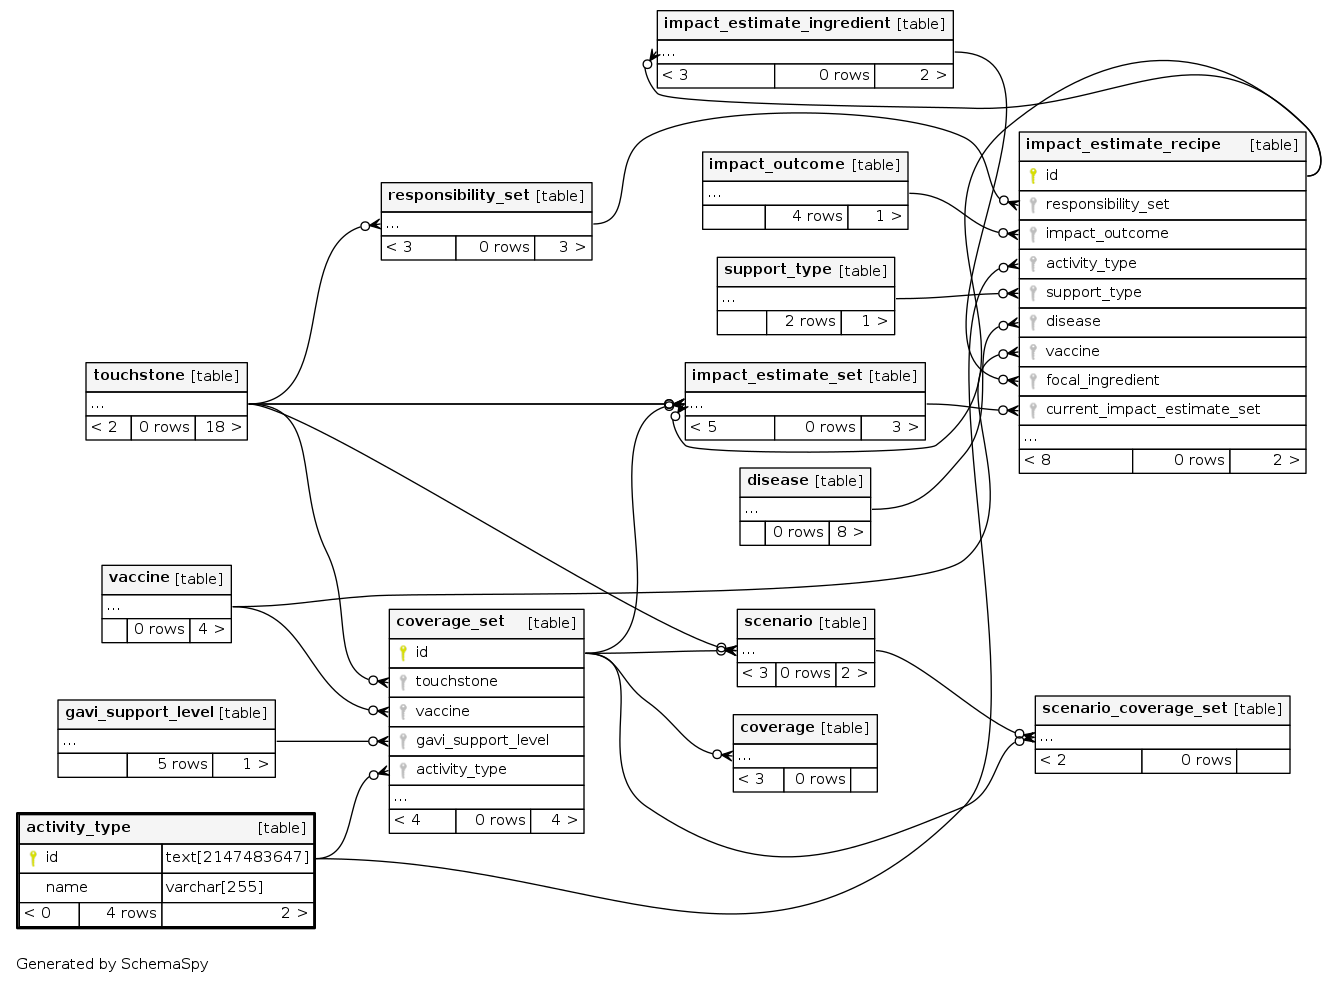 impact_estimate_ingredient [table]
...
< 3 0 rows 2 >
impact_estimate_recipe [table]
id
responsibility_set
impact_outcome
activity_type
support_type
disease
vaccine
focal_ingredient
current_impact_estimate_set
...
< 8 0 rows 2 >
impact_outcome [table]
...
4 rows 1 >
responsibility_set [table]
...
< 3 0 rows 3 >
support_type [table]
...
2 rows 1 >
touchstone [table]
...
< 2 0 rows 18 >
impact_estimate_set [table]
...
< 5 0 rows 3 >
disease [table]
...
0 rows 8 >
vaccine [table]
...
0 rows 4 >
coverage_set [table]
id
touchstone
vaccine
gavi_support_level
activity_type
...
< 4 0 rows 4 >
scenario [table]
...
< 3 0 rows 2 >
gavi_support_level [table]
...
5 rows 1 >
coverage [table]
...
< 3 0 rows
scenario_coverage_set [table]
...
< 2 0 rows
activity_type [table]
id text[2147483647]
name varchar[255]
< 0 4 rows 2 >
Generated by SchemaSpy